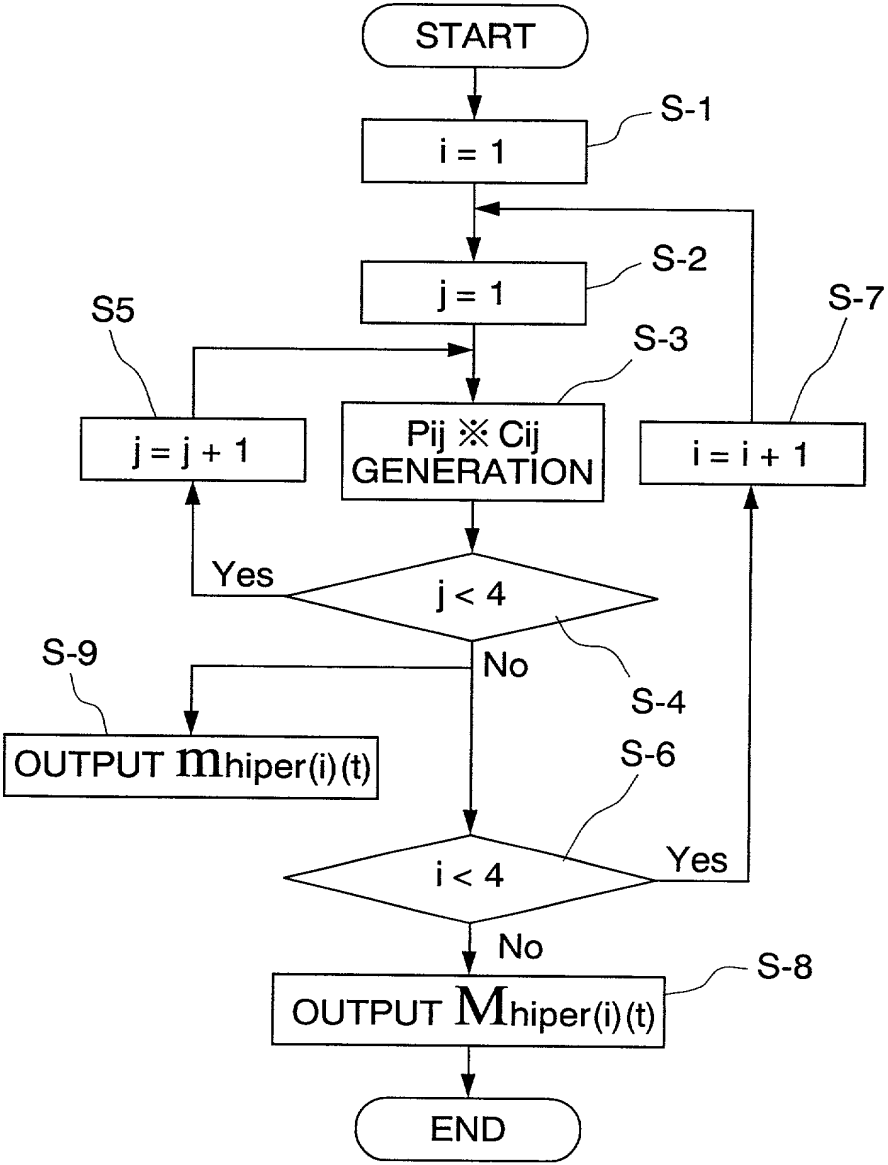 START
S-1
i = 1
S-2
j = 1
S5
S-3
S-7
j = j + 1
Pij ※ Cij
GENERATION
i = i + 1
Yes
j < 4
S-9
No
S-4
OUTPUT mhiper(i)(t)
S-6
i < 4
Yes
No
S-8
OUTPUT Mhiper(i)(t)
END